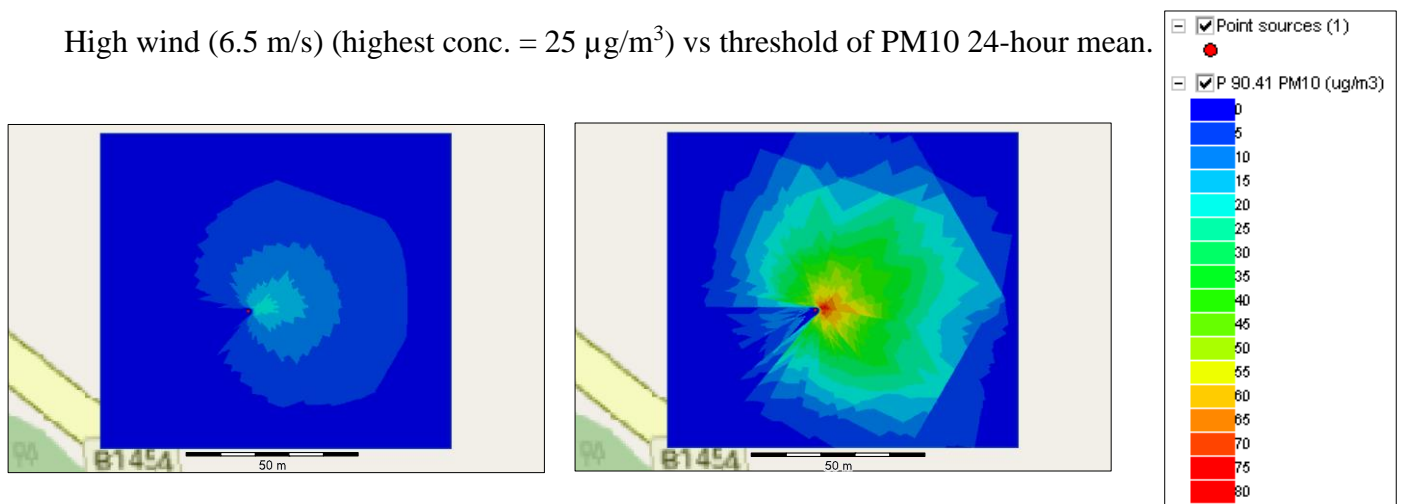 High wind (6.5 m/s) (highest conc. = 25 µg/m³) vs threshold of PM10 24-hour mean.
Point sources (1)
P 90.41 PM10 (ug/m3)
0
5
10
15
20
25
30
35
40
45
50
55
60
65
70
75
80
B1454
50 m
B1454
50 m